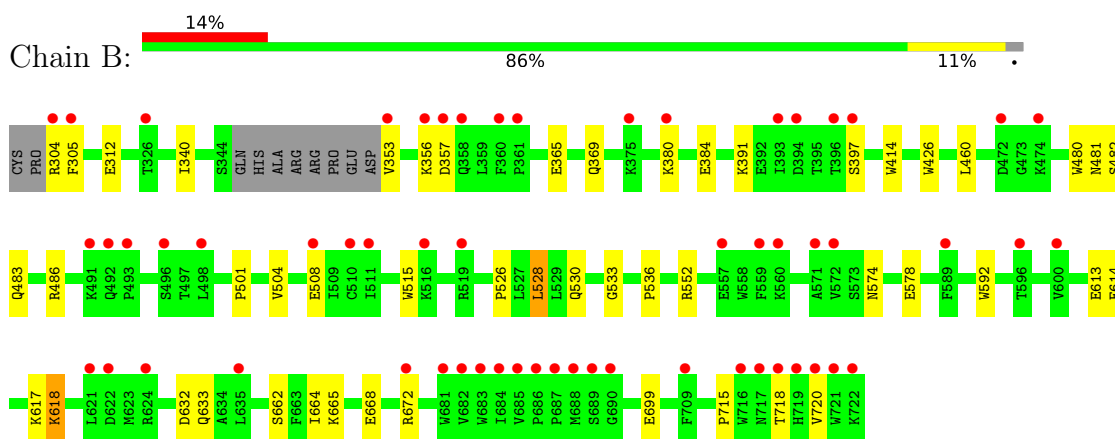 14%
Chain B:
86%
11%
CYS PRO R304 F305 E312 T326 I340 S344 GLN HIS ALA ARG ARG PRO GLU ASP V353 K356 D357 Q358 L359 F360 P361 E365 Q369 K375 K380 E384 K391 E392 I393 D394 T395 T396 S397 W414 W426 L460 D472 G473 K474 W480 N481 S482
Q483 R486 K491 Q492 P493 S496 T497 L498 P501 V504 E508 I509 C510 I511 W515 K516 R519 P526 L527 L528 L529 Q530 G533 P536 R552 E557 W558 F559 K560 A571 V572 S573 N574 E578 F589 W592 T596 V600 E613 E614
K617 K618 L621 D622 M623 R624 D632 Q633 A634 L635 S662 F663 I664 K665 E668 R672 W681 V682 W683 I684 V685 P686 P687 M688 S689 G690 E699 F709 P715 W716 N717 T718 H719 V720 W721 K722